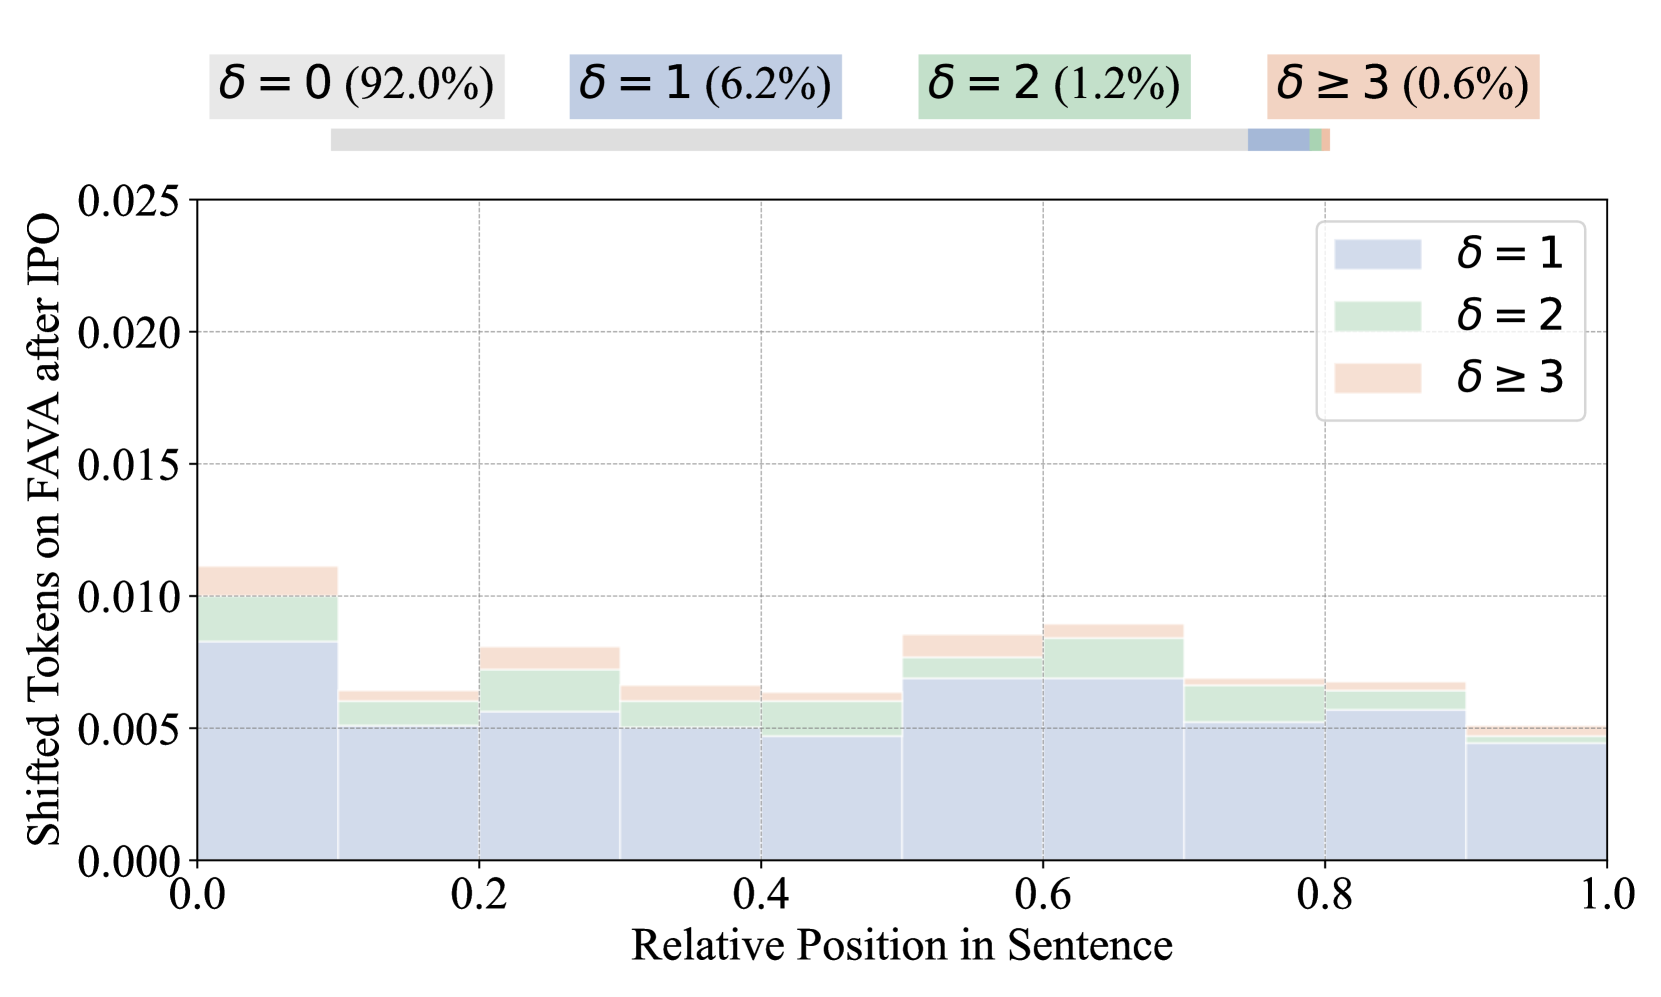 δ = 0 (92.0%) δ = 1 (6.2%) δ = 2 (1.2%) δ ≥ 3 (0.6%)
Shifted Tokens on FAVA after IPO
0.025
0.020
0.015
0.010
0.005
0.000
δ = 1
δ = 2
δ ≥ 3
0.0 0.2 0.4 0.6 0.8 1.0
Relative Position in Sentence